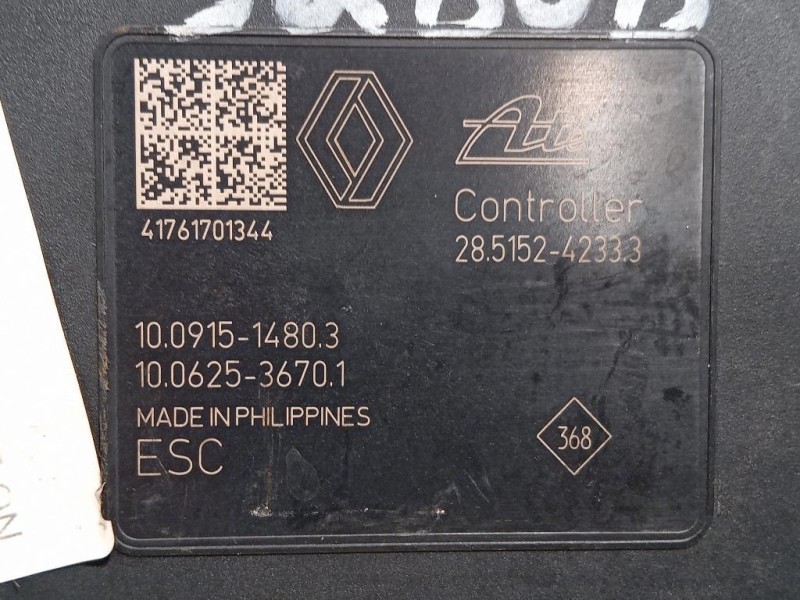 Ate
41761701344
Controller
28.5152-4233.3
10.0915-1480.3
10.0625-3670.1
MADE IN PHILIPPINES
ESC
368